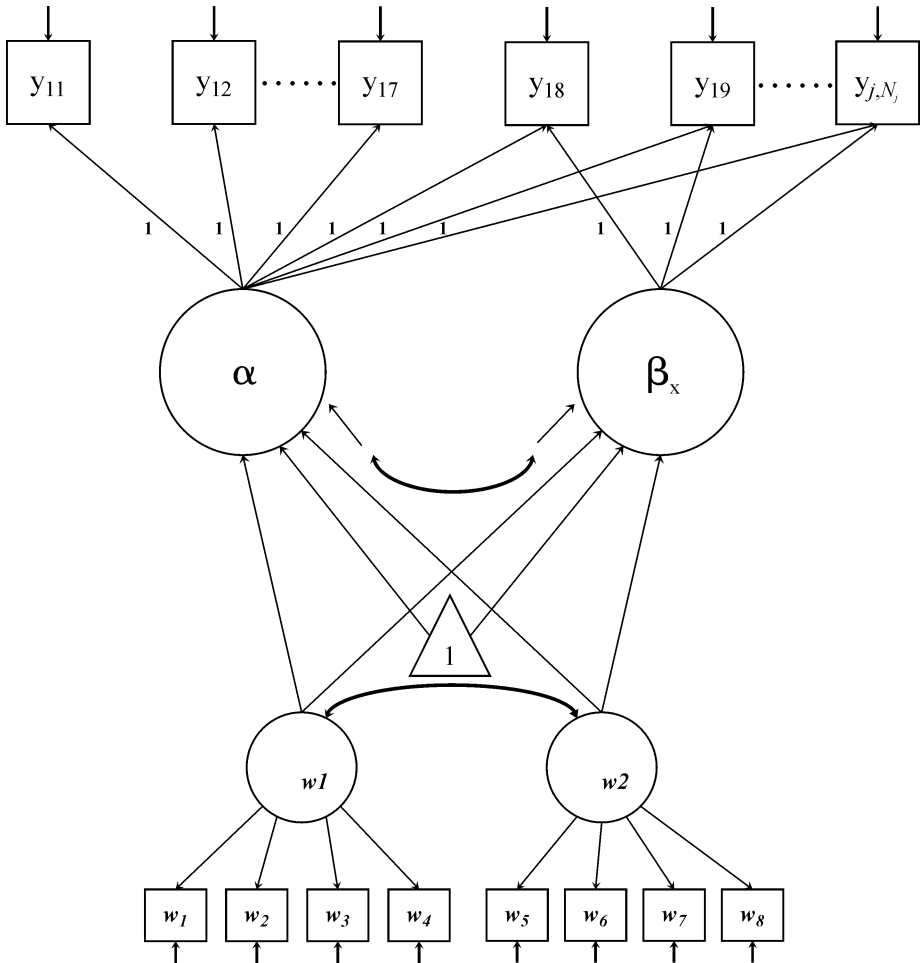 y11 y12 ...... y17 y18 y19 ...... yj,Nj
1 1 1 1 1 1 1 1 1
α βx
1
w1 w2
w1 w2 w3 w4 w5 w6 w7 w8